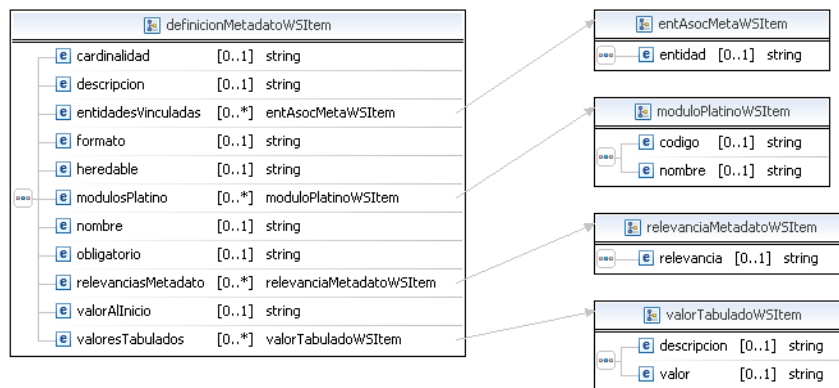 definicionMetadatoWSItem
cardinalidad [0..1] string
descripcion [0..1] string
entidadesVinculadas [0..*] entAsocMetaWSItem
formato [0..1] string
heredable [0..1] string
modulosPlatino [0..*] moduloPlatinoWSItem
nombre [0..1] string
obligatorio [0..1] string
relevanciasMetadato [0..*] relevanciaMetadatoWSItem
valorAlInicio [0..1] string
valoresTabulados [0..*] valorTabuladoWSItem
entAsocMetaWSItem
entidad [0..1] string
moduloPlatinoWSItem
codigo [0..1] string
nombre [0..1] string
relevanciaMetadatoWSItem
relevancia [0..1] string
valorTabuladoWSItem
descripcion [0..1] string
valor [0..1] string